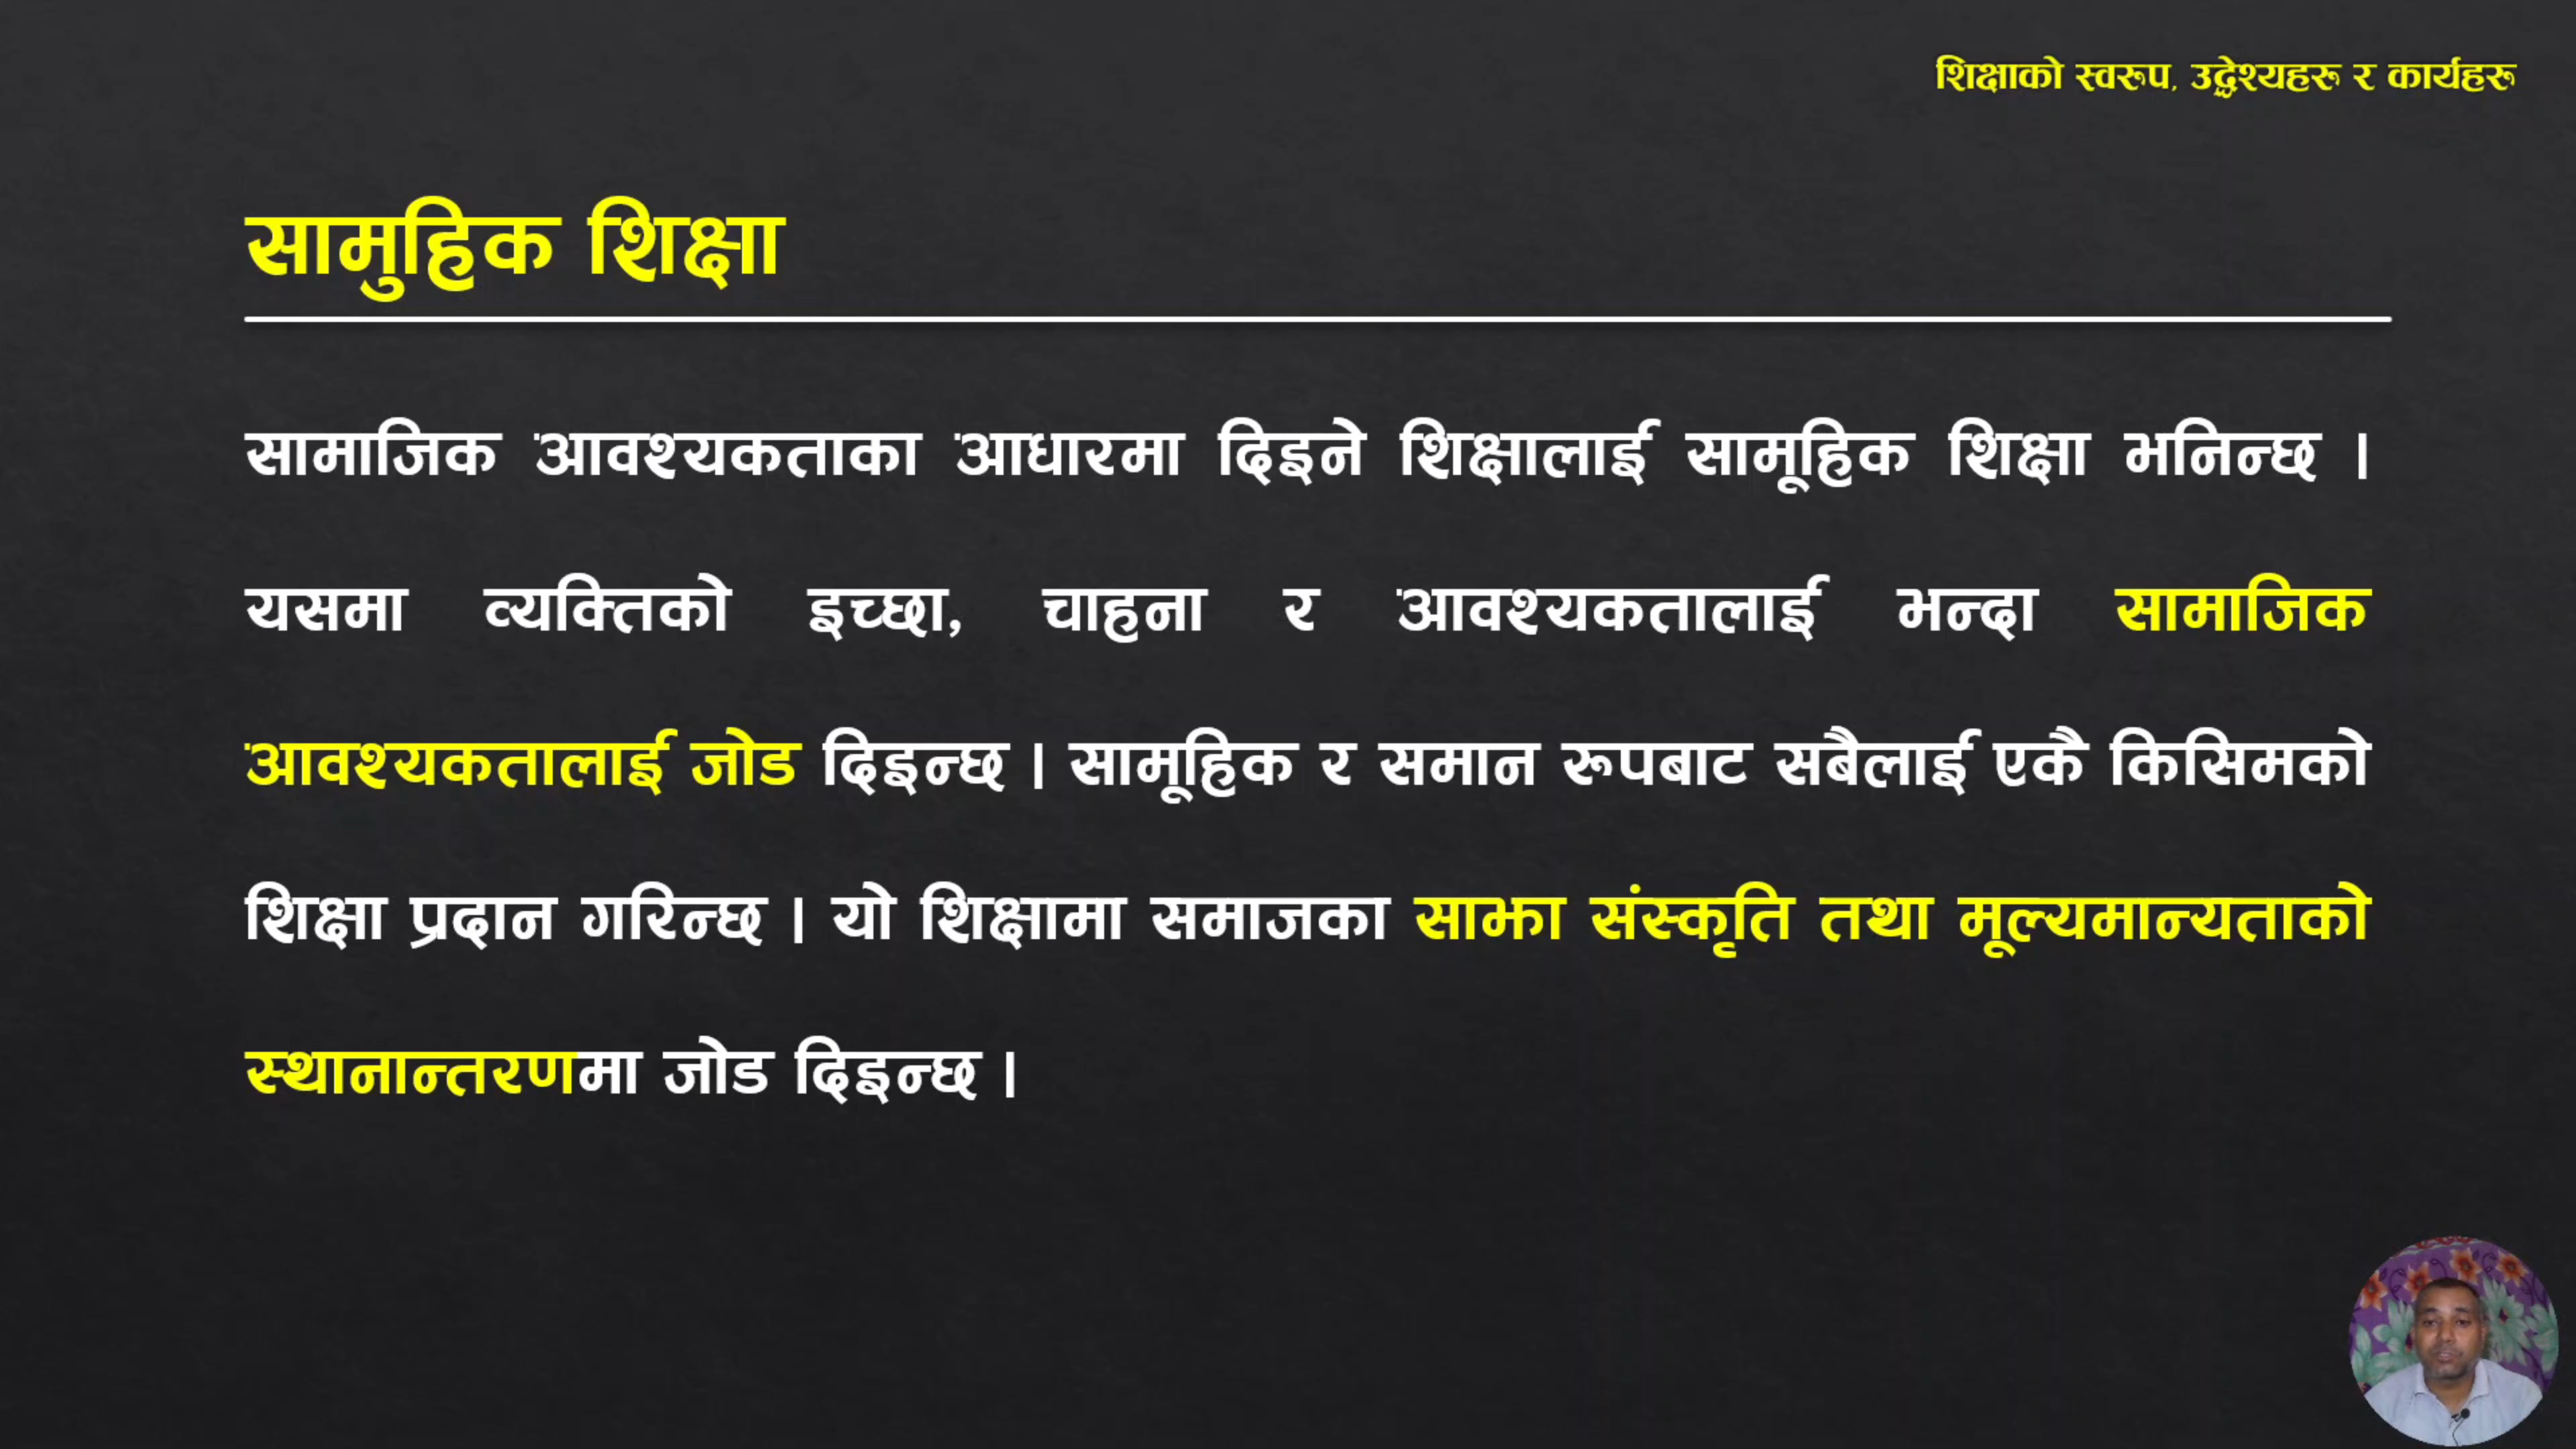 शिक्षाको स्वरूप, उद्देश्यहरू र कार्यहरू
सामुहिक शिक्षा
सामाजिक आवश्यकताका आधारमा दिइने शिक्षालाई सामूहिक शिक्षा भनिन्छ ।
यसमा व्यक्तिको इच्छा, चाहना र आवश्यकतालाई भन्दा सामाजिक
आवश्यकतालाई जोड दिइन्छ । सामूहिक र समान रूपबाट सबैलाई एकै किसिमको
शिक्षा प्रदान गरिन्छ । यो शिक्षामा समाजका साझा संस्कृति तथा मूल्यमान्यताको
स्थानान्तरणमा जोड दिइन्छ ।